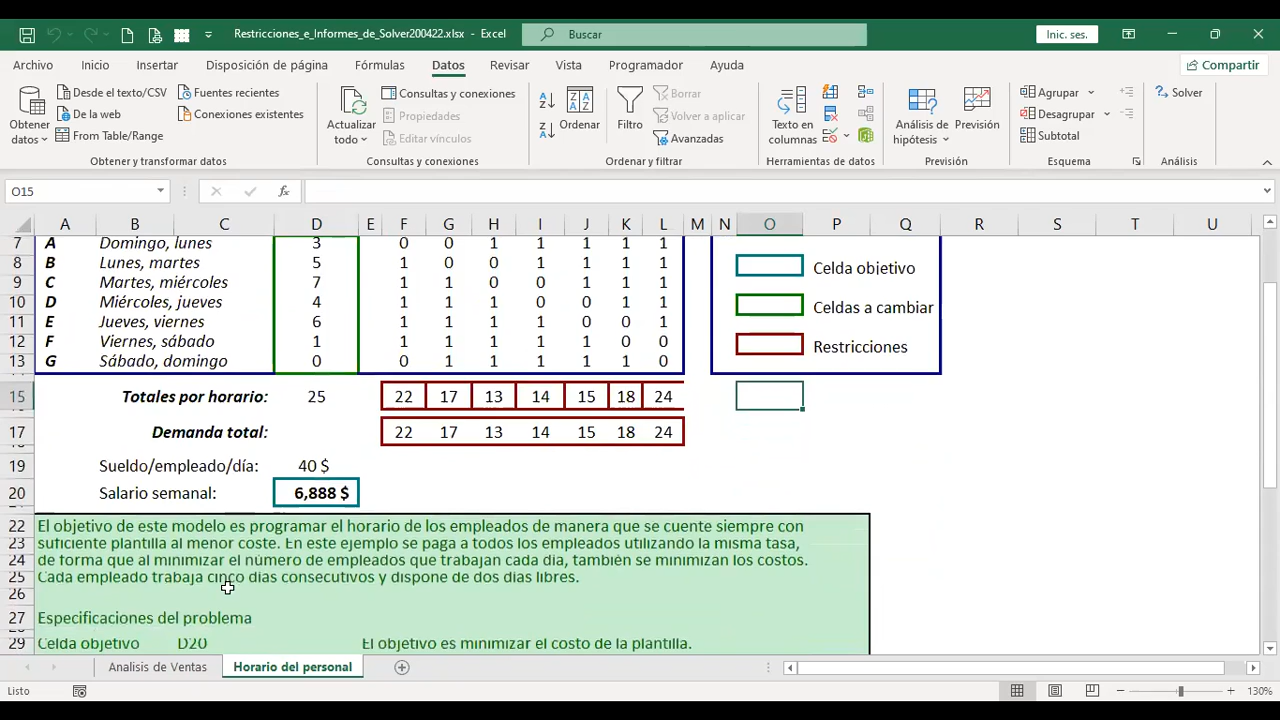 Restricciones_e_Informes_de_Solver200422.xlsx - Excel
Buscar
Inic. ses.
Archivo Inicio Insertar Disposición de página Fórmulas Datos Revisar Vista Programador Ayuda
Compartir
Obtener datos
Desde el texto/CSV
De la web
From Table/Range
Fuentes recientes
Conexiones existentes
Obtener y transformar datos
Actualizar todo
Consultas y conexiones
Propiedades
Editar vínculos
Consultas y conexiones
Ordenar
Filtro
Borrar
Volver a aplicar
Avanzadas
Ordenar y filtrar
Texto en columnas
Herramientas de datos
Análisis de hipótesis
Previsión
Previsión
Agrupar
Desagrupar
Subtotal
Esquema
Solver
Análisis
O15
fx
A B C D E F G H I J K L M N O P Q R S T U
7 A Domingo, lunes 3 0 0 1 1 1 1 1
8 B Lunes, martes 5 1 0 0 1 1 1 1
9 C Martes, miércoles 7 1 1 0 0 1 1 1
10 D Miércoles, jueves 4 1 1 1 0 0 1 1
11 E Jueves, viernes 6 1 1 1 1 0 0 1
12 F Viernes, sábado 1 1 1 1 1 1 0 0
13 G Sábado, domingo 0 0 1 1 1 1 1 0
Celda objetivo
Celdas a cambiar
Restricciones
15 Totales por horario: 25 22 17 13 14 15 18 24
17 Demanda total: 22 17 13 14 15 18 24
19 Sueldo/empleado/día: 40 $
20 Salario semanal: 6,888 $
22 El objetivo de este modelo es programar el horario de los empleados de manera que se cuente siempre con
23 suficiente plantilla al menor coste. En este ejemplo se paga a todos los empleados utilizando la misma tasa,
24 de forma que al minimizar el número de empleados que trabajan cada día, también se minimizan los costos.
25 Cada empleado trabaja cinco días consecutivos y dispone de dos días libres.
26
27 Especificaciones del problema
29 Celda objetivo D20 El objetivo es minimizar el costo de la plantilla.
Analisis de Ventas Horario del personal
Listo
130%